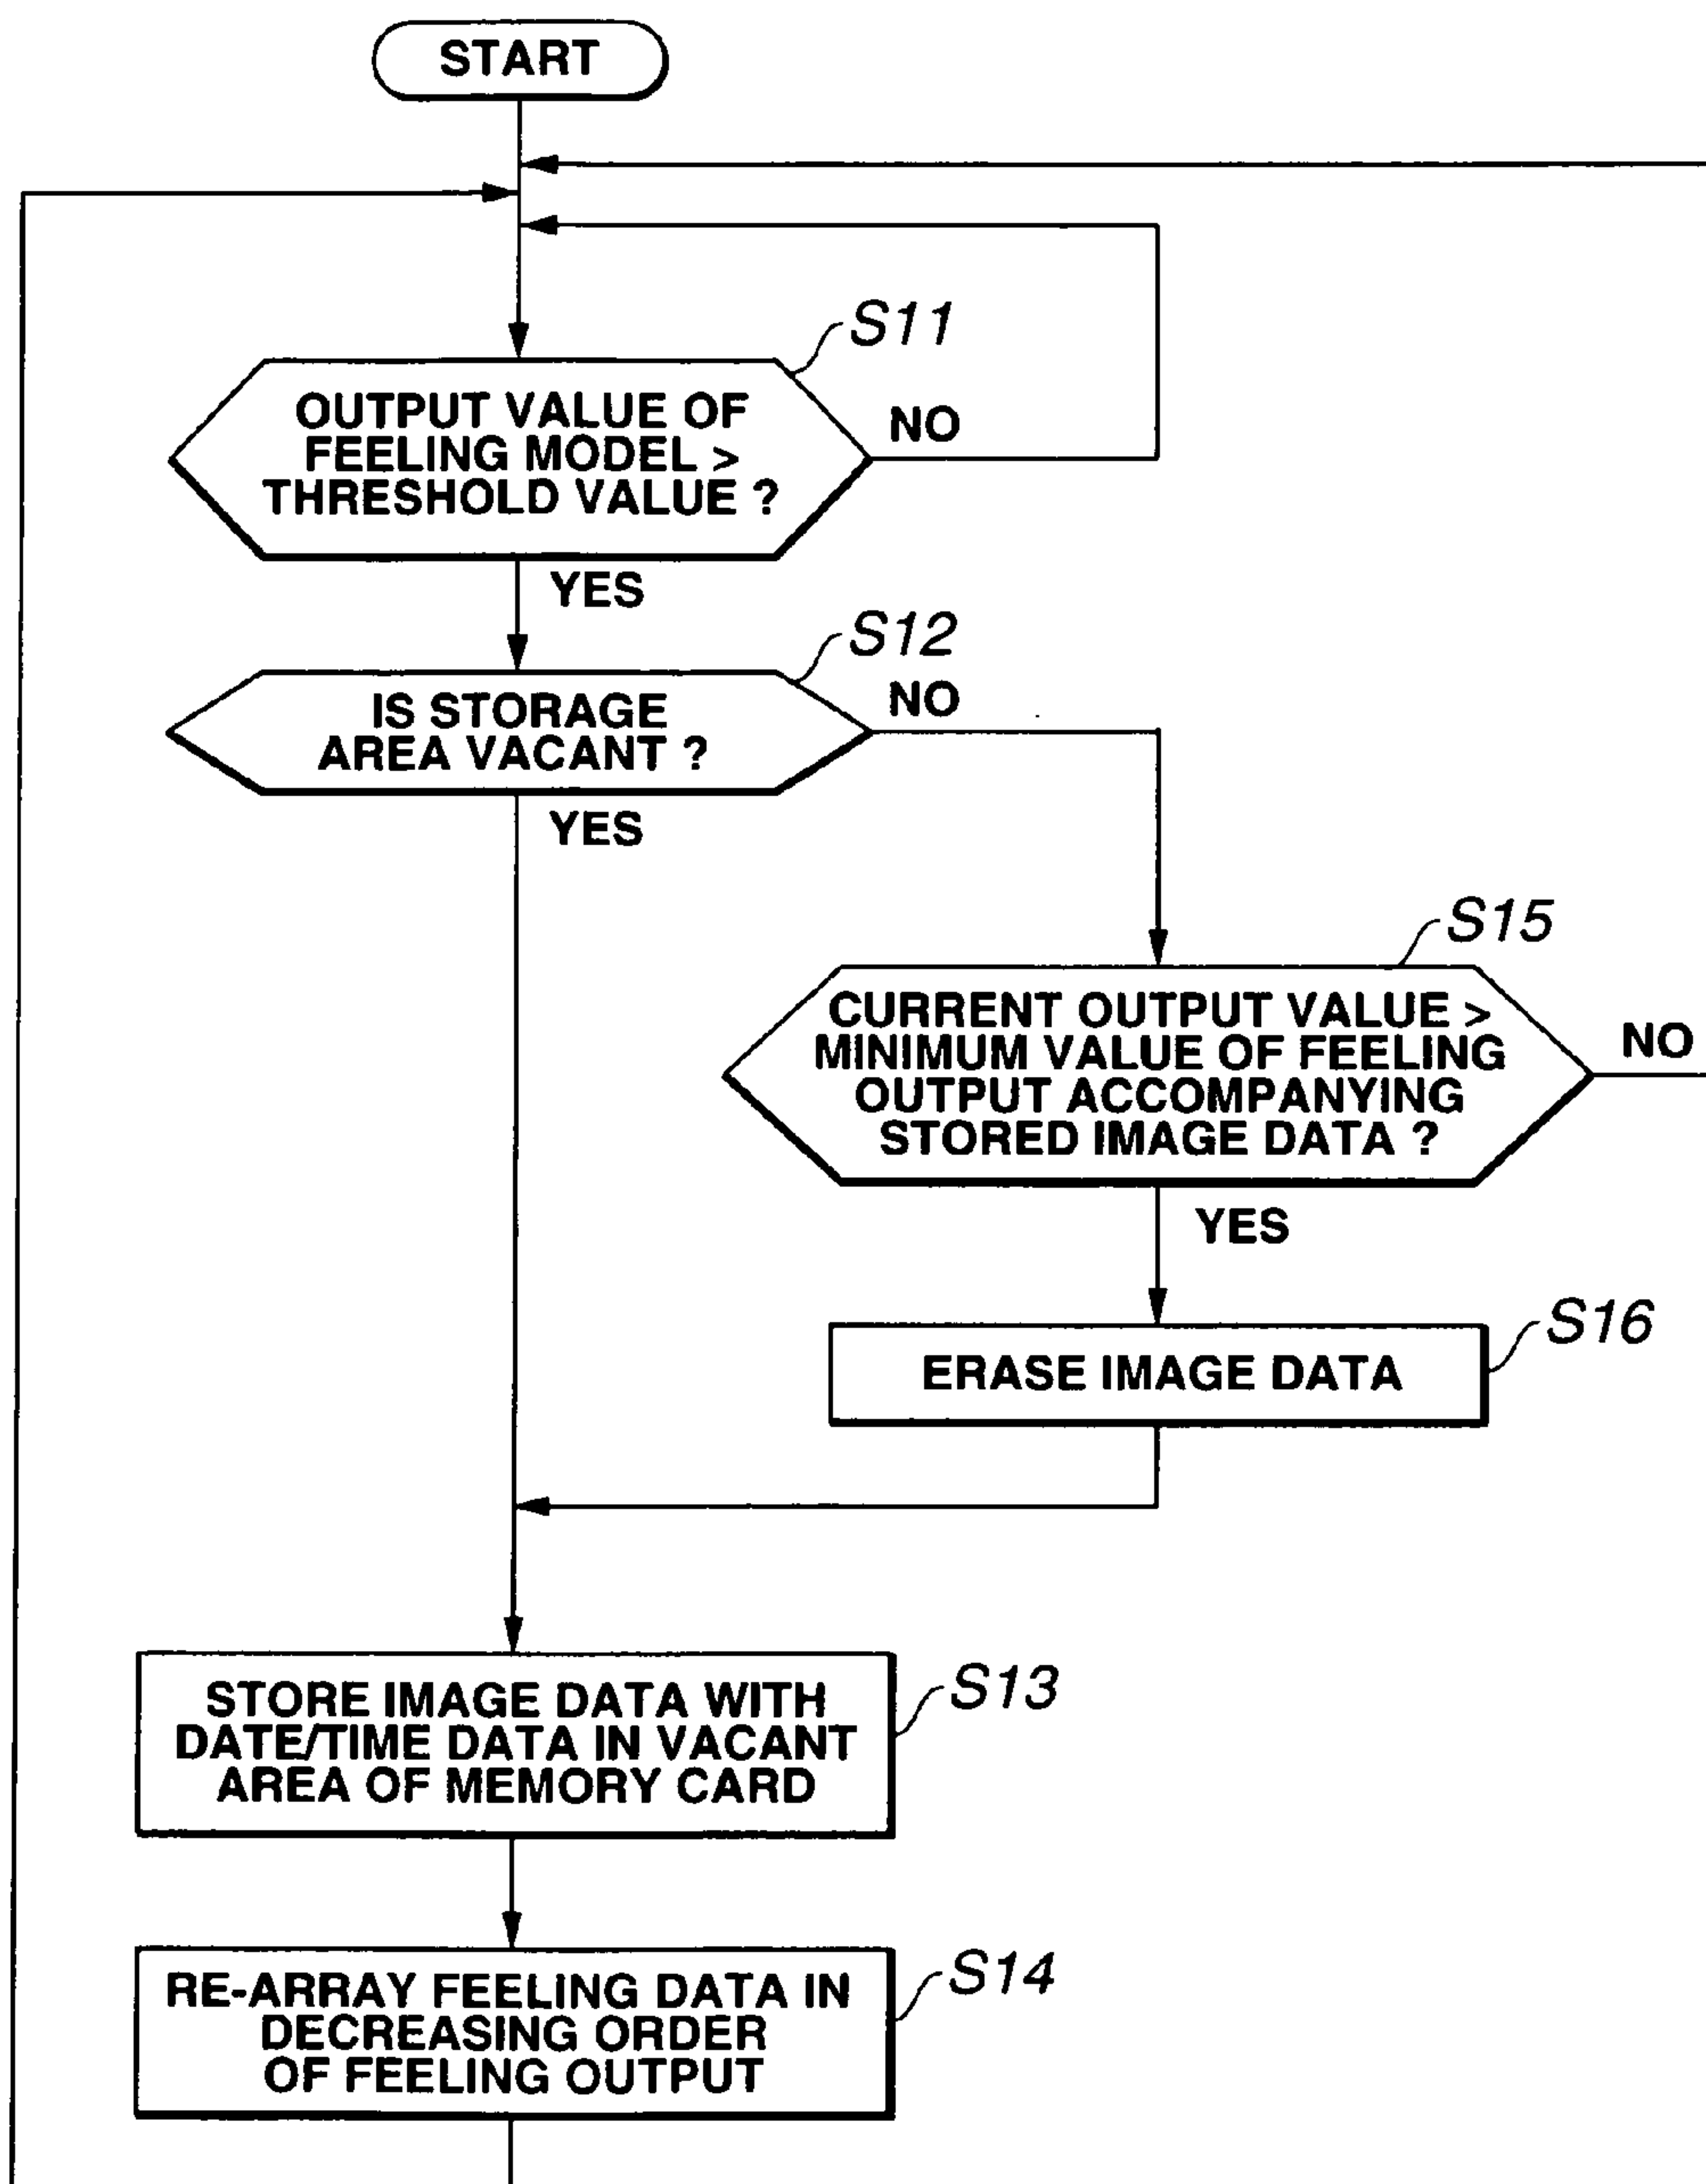 START
S11
OUTPUT VALUE OF
FEELING MODEL >
THRESHOLD VALUE ?
NO
YES
S12
IS STORAGE
AREA VACANT ?
NO
YES
S15
CURRENT OUTPUT VALUE >
MINIMUM VALUE OF FEELING
OUTPUT ACCOMPANYING
STORED IMAGE DATA ?
NO
YES
S16
ERASE IMAGE DATA
S13
STORE IMAGE DATA WITH
DATE/TIME DATA IN VACANT
AREA OF MEMORY CARD
S14
RE-ARRAY FEELING DATA IN
DECREASING ORDER
OF FEELING OUTPUT